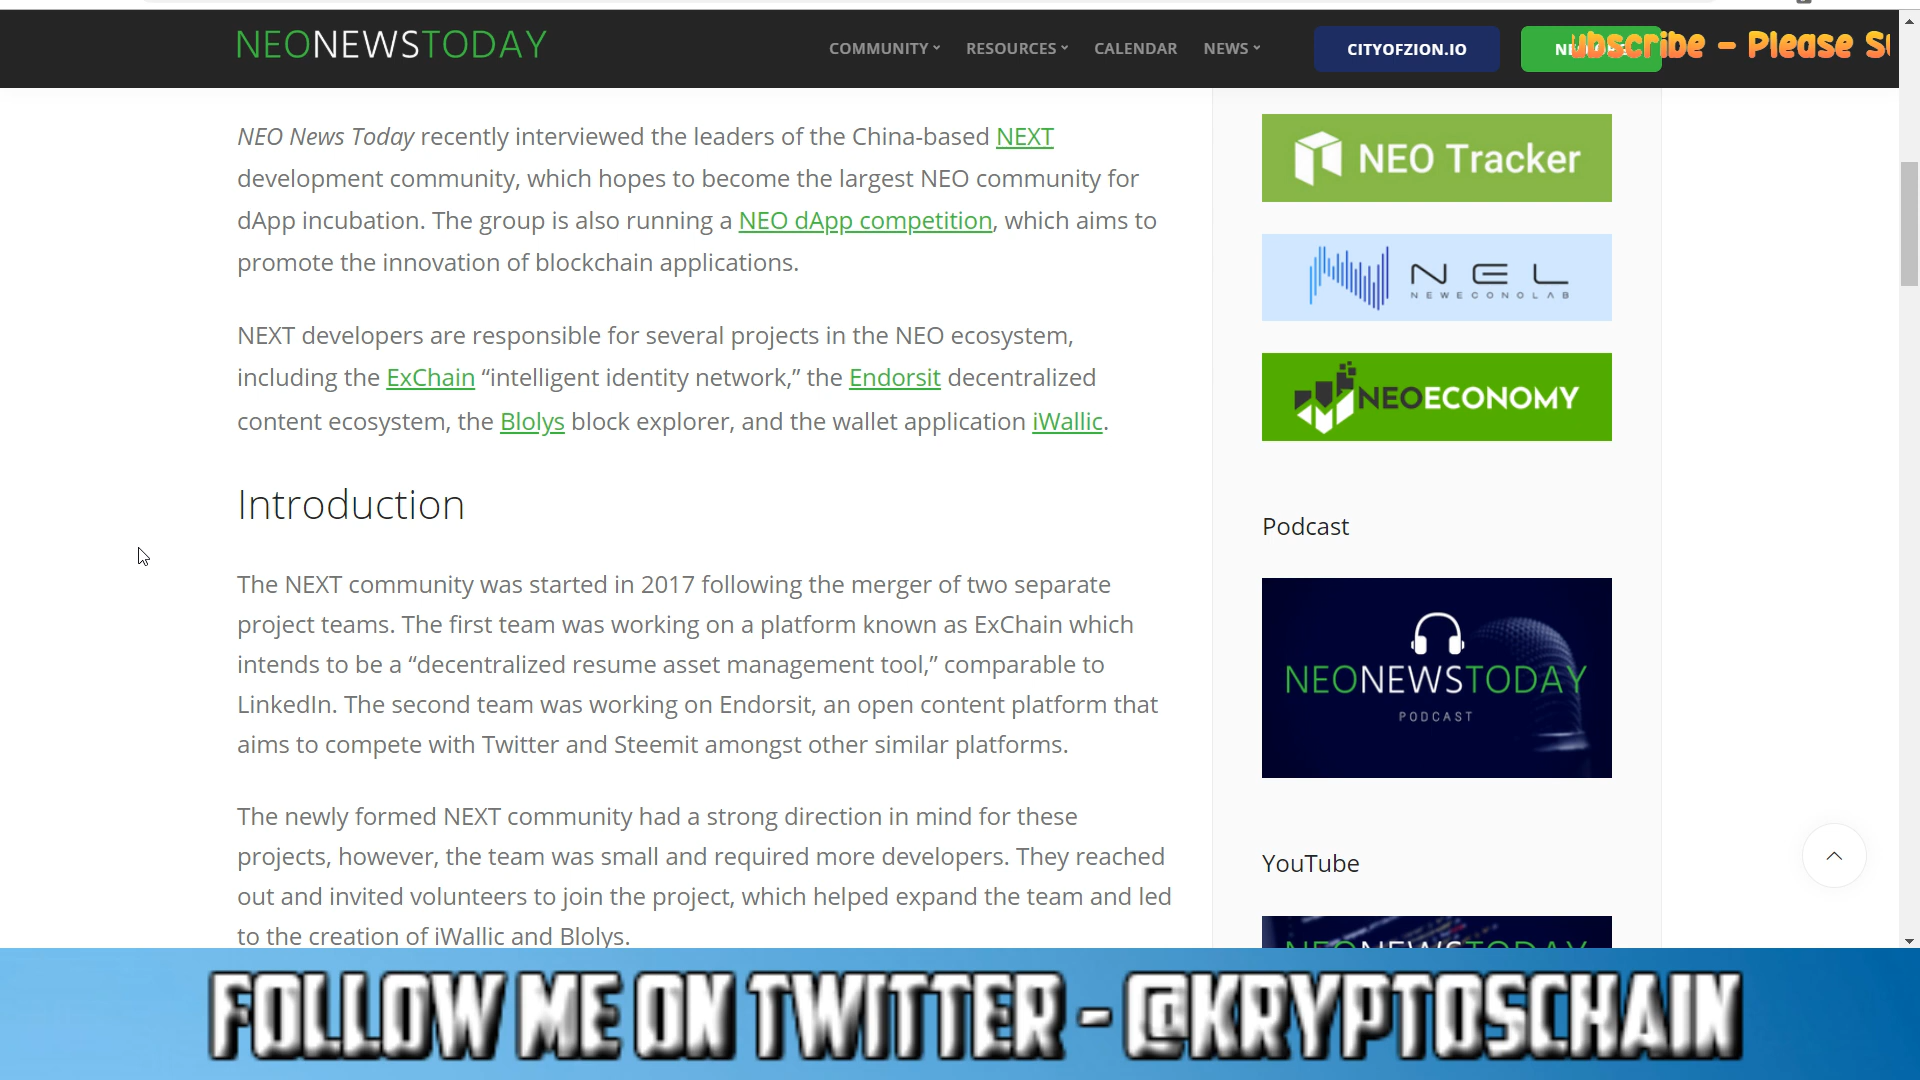 NEONEWSTODAY
COMMUNITY
RESOURCES
CALENDAR
NEWS
CITYOFZION.IO
ubscribe - Please Su
NEO News Today recently interviewed the leaders of the China-based NEXT
development community, which hopes to become the largest NEO community for
dApp incubation. The group is also running a NEO dApp competition, which aims to
promote the innovation of blockchain applications.
NEXT developers are responsible for several projects in the NEO ecosystem,
including the ExChain “intelligent identity network,” the Endorsit decentralized
content ecosystem, the Blolys block explorer, and the wallet application iWallic.
Introduction
The NEXT community was started in 2017 following the merger of two separate
project teams. The first team was working on a platform known as ExChain which
intends to be a “decentralized resume asset management tool,” comparable to
LinkedIn. The second team was working on Endorsit, an open content platform that
aims to compete with Twitter and Steemit amongst other similar platforms.
The newly formed NEXT community had a strong direction in mind for these
projects, however, the team was small and required more developers. They reached
out and invited volunteers to join the project, which helped expand the team and led
to the creation of iWallic and Blolys.
NEO Tracker
NEL
NEWECONOLAB
NEOECONOMY
Podcast
NEONEWSTODAY
PODCAST
YouTube
NEONEWSTODAY
FOLLOW ME ON TWITTER - @KRYPTOSCHAIN